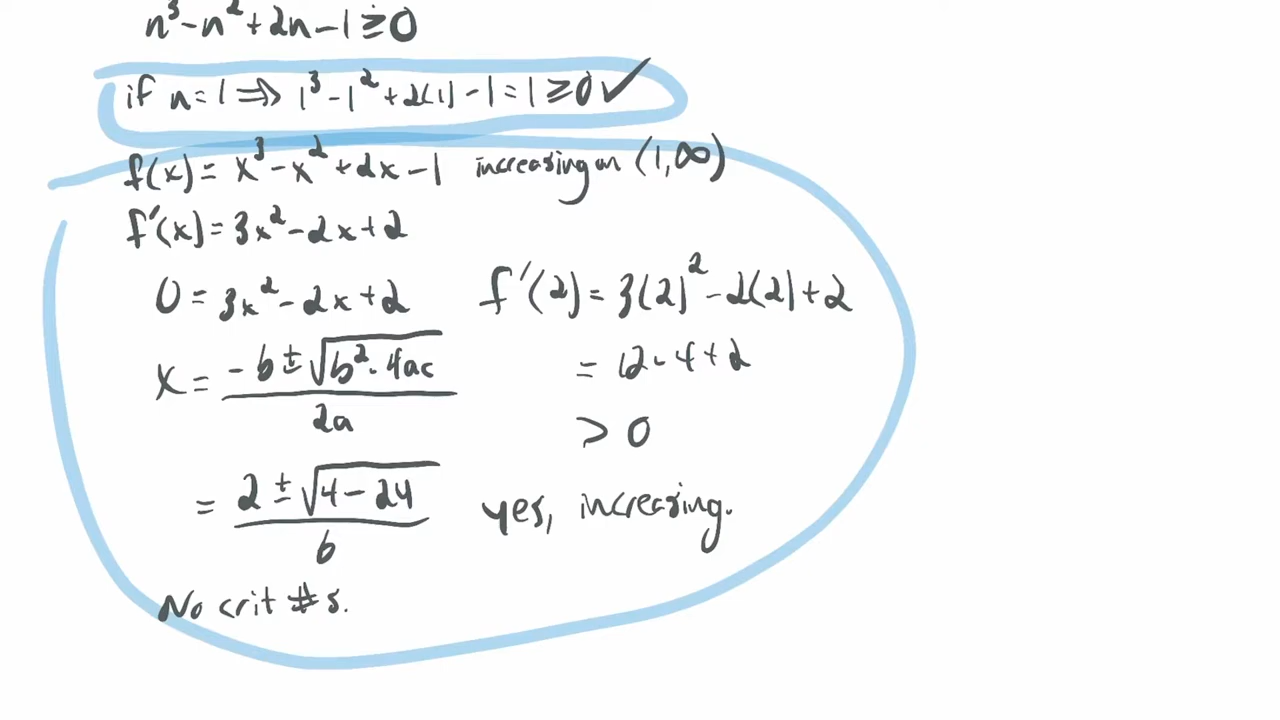 n³-n²+2n-1≥0
if n=1 ⇒ 1³-1²+2(1)-1=1≥0 ✓
f(x)= x³-x²+2x-1 increasing on (1,∞)
f'(x)=3x²-2x+2
0=3x²-2x+2
x= (-b±√(b²-4ac))/2a
= (2±√(4-24))/6
No crit #s.
f'(2)=3(2)²-2(2)+2
=12-4+2
>0
yes, increasing.